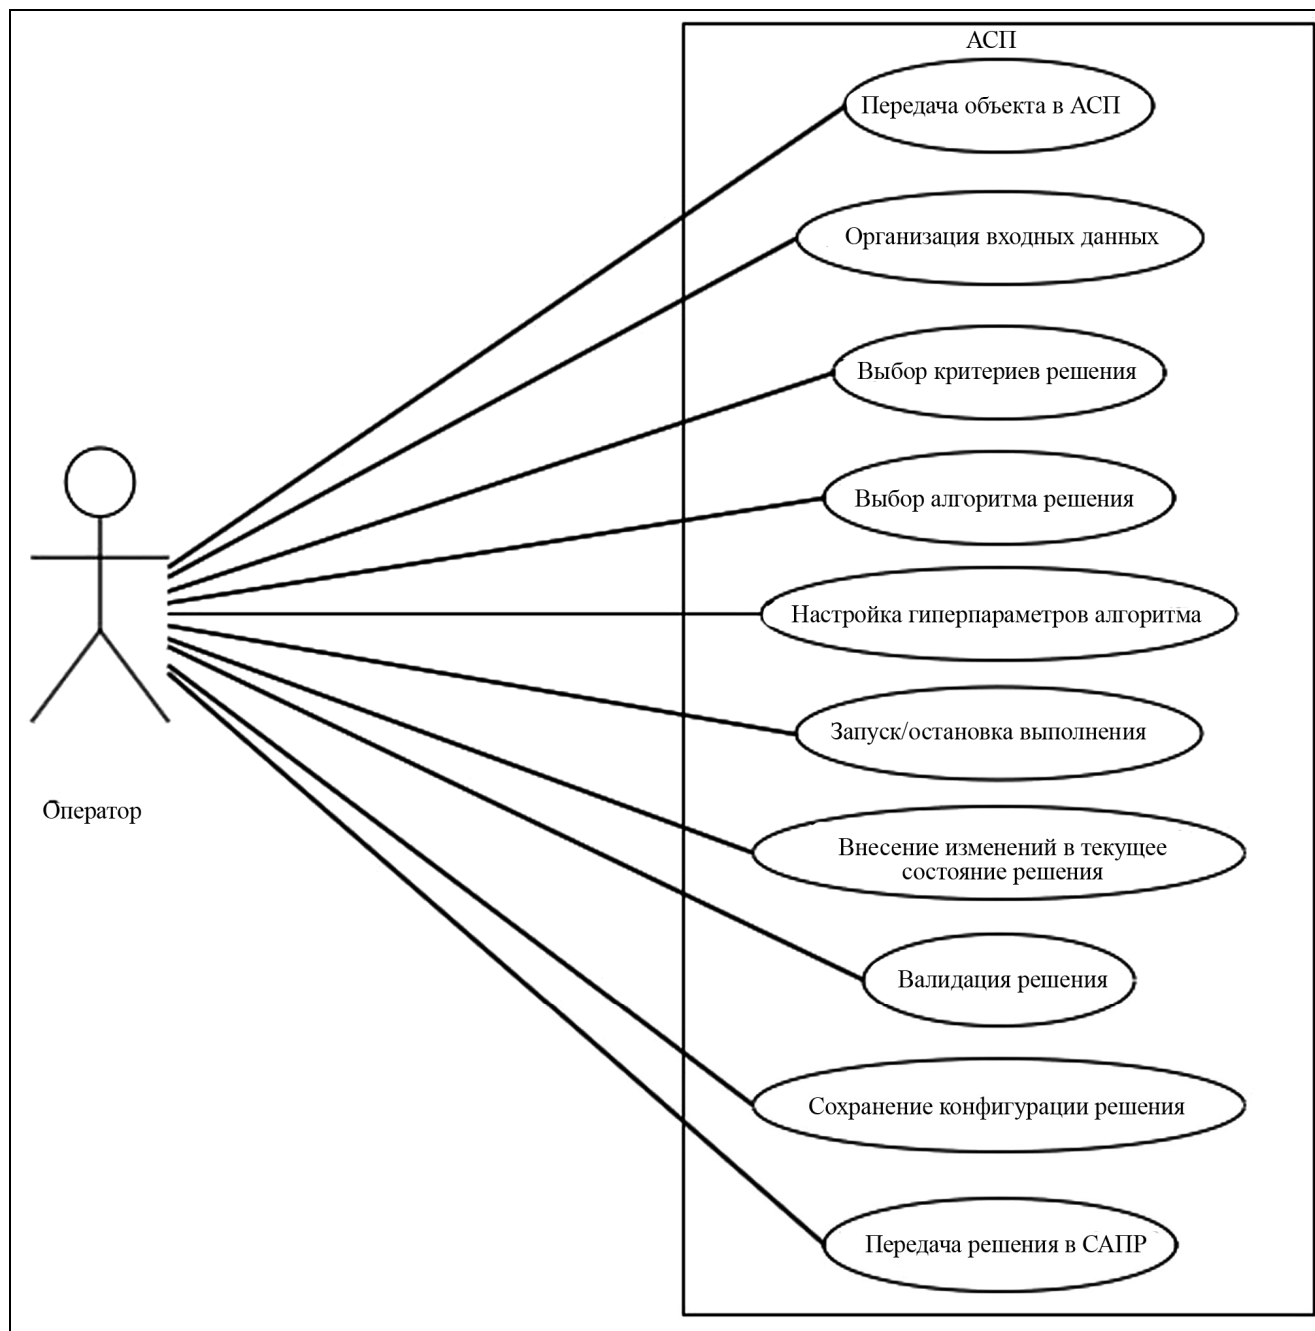 АСП
Передача объекта в АСП
Организация входных данных
Выбор критериев решения
Выбор алгоритма решения
Настройка гиперпараметров алгоритма
Запуск/остановка выполнения
Оператор
Внесение изменений в текущее
состояние решения
Валидация решения
Сохранение конфигурации решения
Передача решения в САПР